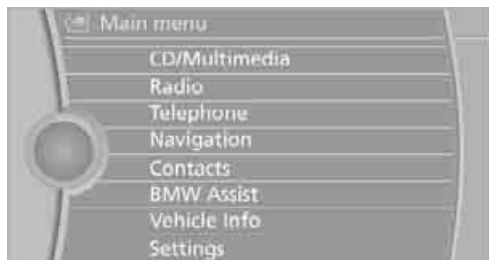 Main menu
CD/Multimedia
Radio
Telephone
Navigation
Contacts
BMW Assist
Vehicle Info
Settings